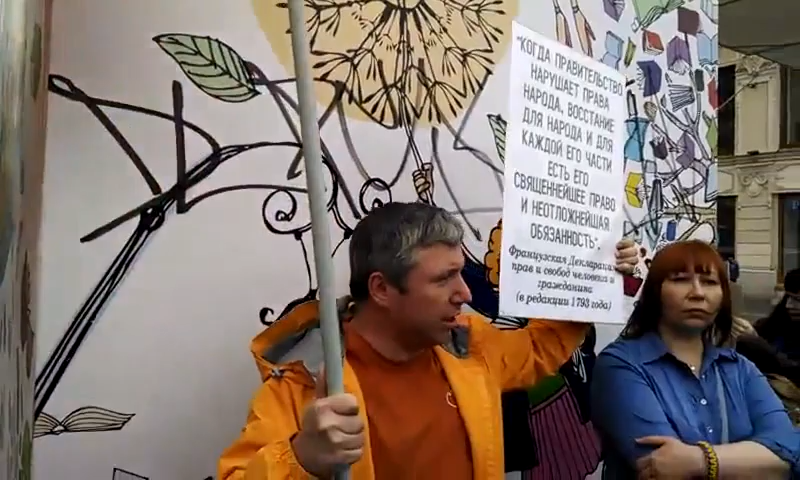 "КОГДА ПРАВИТЕЛЬСТВО
НАРУШАЕТ ПРАВА
НАРОДА, ВОССТАНИЕ
ДЛЯ НАРОДА И ДЛЯ
КАЖДОЙ ЕГО ЧАСТИ
ЕСТЬ ЕГО
СВЯЩЕННЕЙШЕЕ ПРАВО
И НЕОТЛОЖНЕЙШАЯ
ОБЯЗАННОСТЬ".
Французская Декларация
прав и свобод человека и
гражданина
(в редакции 1793 года)